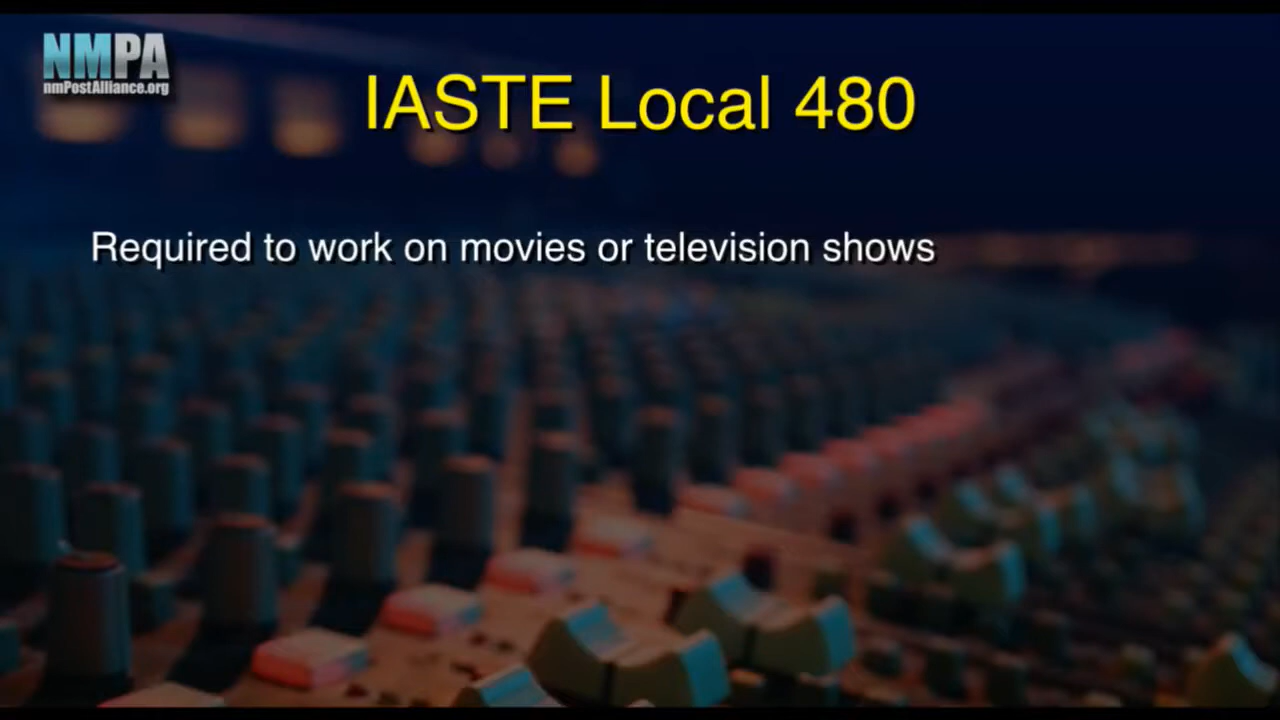 NMPA
nmPostAlliance.org
IASTE Local 480
Required to work on movies or television shows